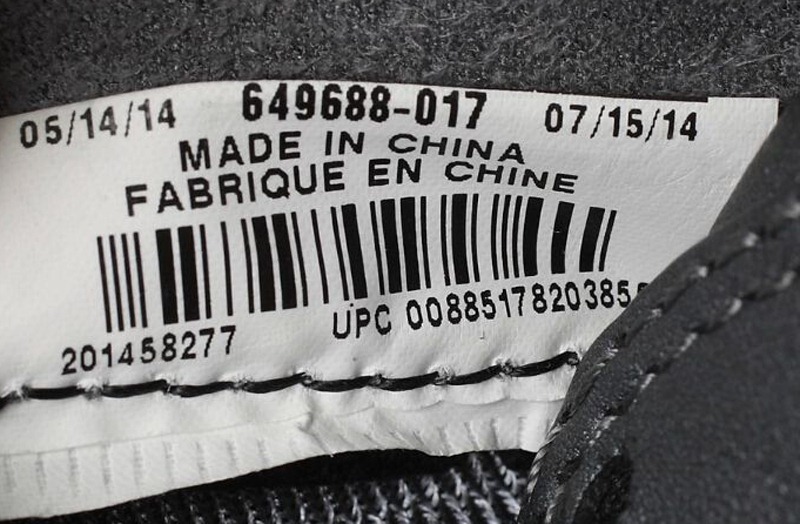 05/14/14 649688-017 07/15/14
MADE IN CHINA
FABRIQUE EN CHINE
201458277 UPC 0088517820385